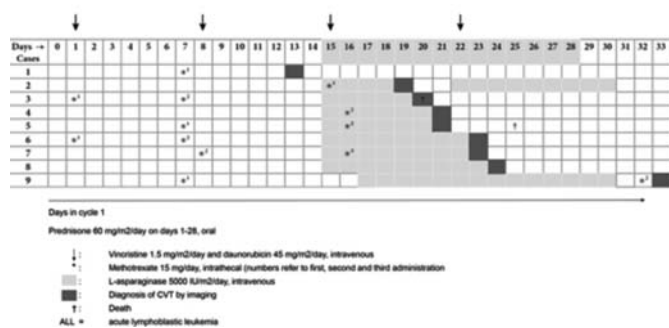 Days → 0 1 2 3 4 5 6 7 8 9 10 11 12 13 14 15 16 17 18 19 20 21 22 23 24 25 26 27 28 29 30 31 32 33
Cases
1
2
3
4
5
6
7
8
9
Days in cycle 1
Prednisone 60 mg/m2/day on days 1-28, oral
↓ : Vincristine 1.5 mg/m2/day and daunorubicin 45 mg/m2/day, intravenous
* : Methotrexate 15 mg/day, intrathecal (numbers refer to first, second and third administration
: L-asparaginase 5000 IU/m2/day, intravenous
: Diagnosis of CVT by imaging
† : Death
ALL = acute lymphoblastic leukemia